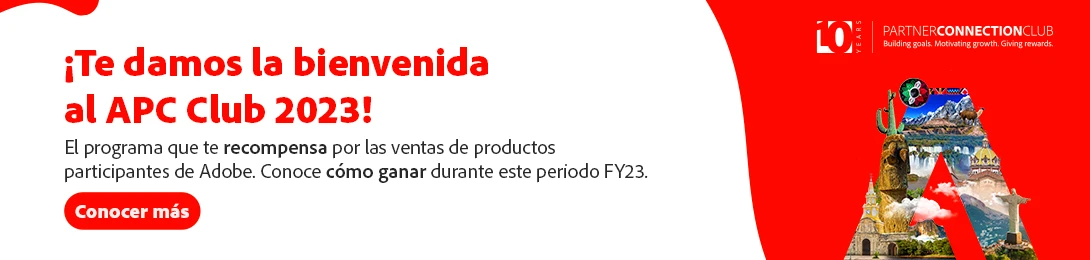 ¡Te damos la bienvenida
al APC Club 2023!
El programa que te recompensa por las ventas de productos
participantes de Adobe. Conoce cómo ganar durante este periodo FY23.
Conocer más
10 YEARS
PARTNERCONNECTIONCLUB
Building goals. Motivating growth. Giving rewards.